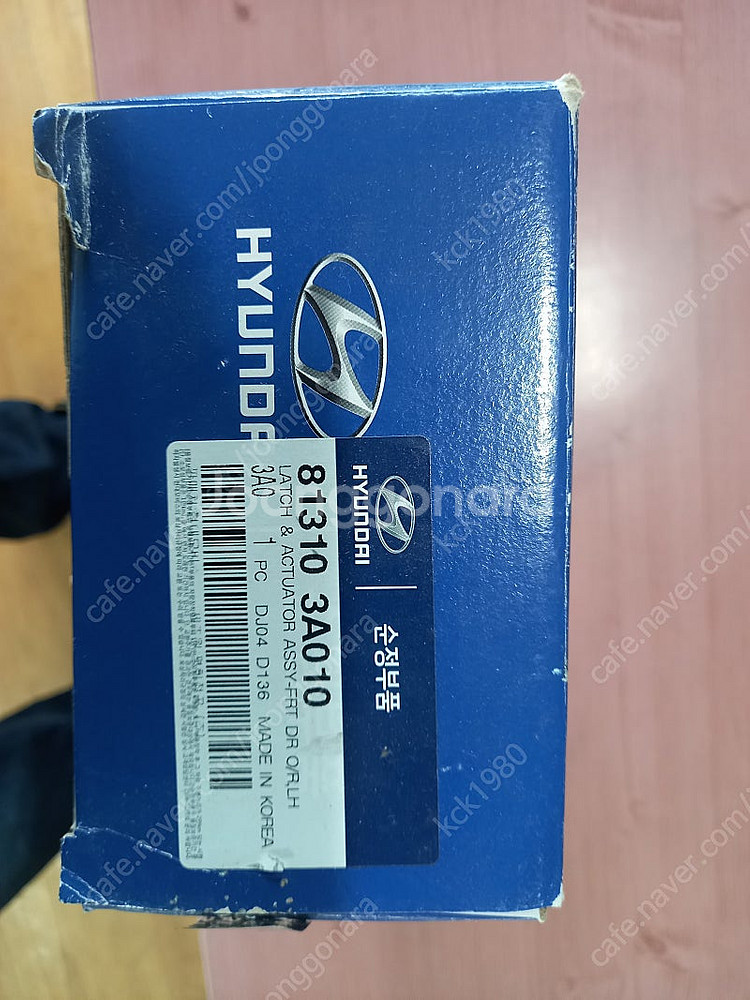 HYUNDAI
HYUNDAI
순정부품
81310 3A010
LATCH & ACTUATOR ASSY-FRT DR O/R,LH
3A0
1 PC DJ04 D136 MADE IN KOREA
Joonggonara
cafe.naver.com/joonggonara
kck1980